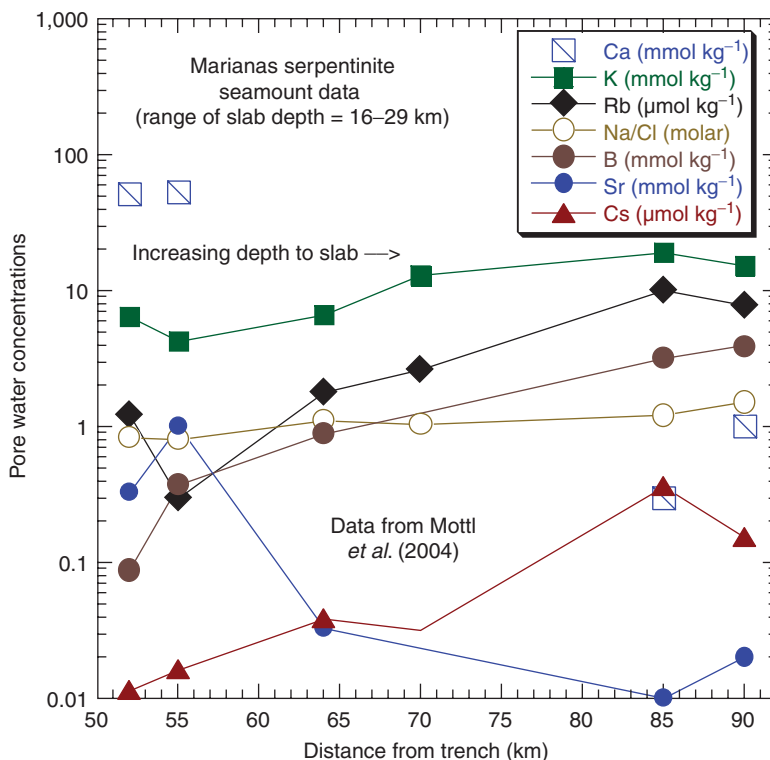 1,000
100
10
1
0.1
0.01
Pore water concentrations
Marianas serpentinite
seamount data
(range of slab depth = 16–29 km)
Ca (mmol kg⁻¹)
K (mmol kg⁻¹)
Rb (µmol kg⁻¹)
Na/Cl (molar)
B (mmol kg⁻¹)
Sr (mmol kg⁻¹)
Cs (µmol kg⁻¹)
Increasing depth to slab —>
Data from Mottl
et al. (2004)
50 55 60 65 70 75 80 85 90
Distance from trench (km)